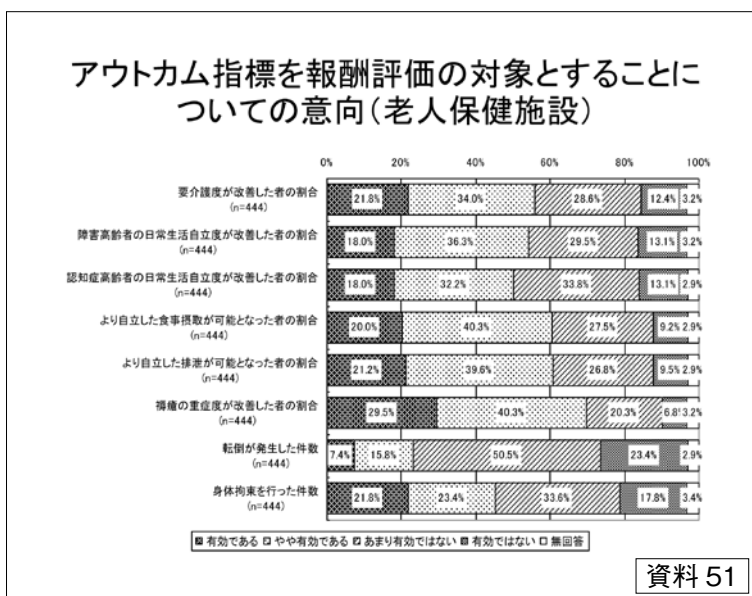 アウトカム指標を報酬評価の対象とすることに
ついての意向(老人保健施設)
0% 20% 40% 60% 80% 100%
要介護度が改善した者の割合
(n=444)
21.8% 34.0% 28.6% 12.4% 3.2%
障害高齢者の日常生活自立度が改善した者の割合
(n=444)
18.0% 36.3% 29.5% 13.1% 3.2%
認知症高齢者の日常生活自立度が改善した者の割合
(n=444)
18.0% 32.2% 33.8% 13.1% 2.9%
より自立した食事摂取が可能となった者の割合
(n=444)
20.0% 40.3% 27.5% 9.2% 2.9%
より自立した排泄が可能となった者の割合
(n=444)
21.2% 39.6% 26.8% 9.5% 2.9%
褥瘡の重症度が改善した者の割合
(n=444)
29.5% 40.3% 20.3% 6.8% 3.2%
転倒が発生した件数
(n=444)
7.4% 15.8% 50.5% 23.4% 2.9%
身体拘束を行った件数
(n=444)
21.8% 23.4% 33.6% 17.8% 3.4%
有効である やや有効である あまり有効ではない 有効ではない 無回答
資料 51